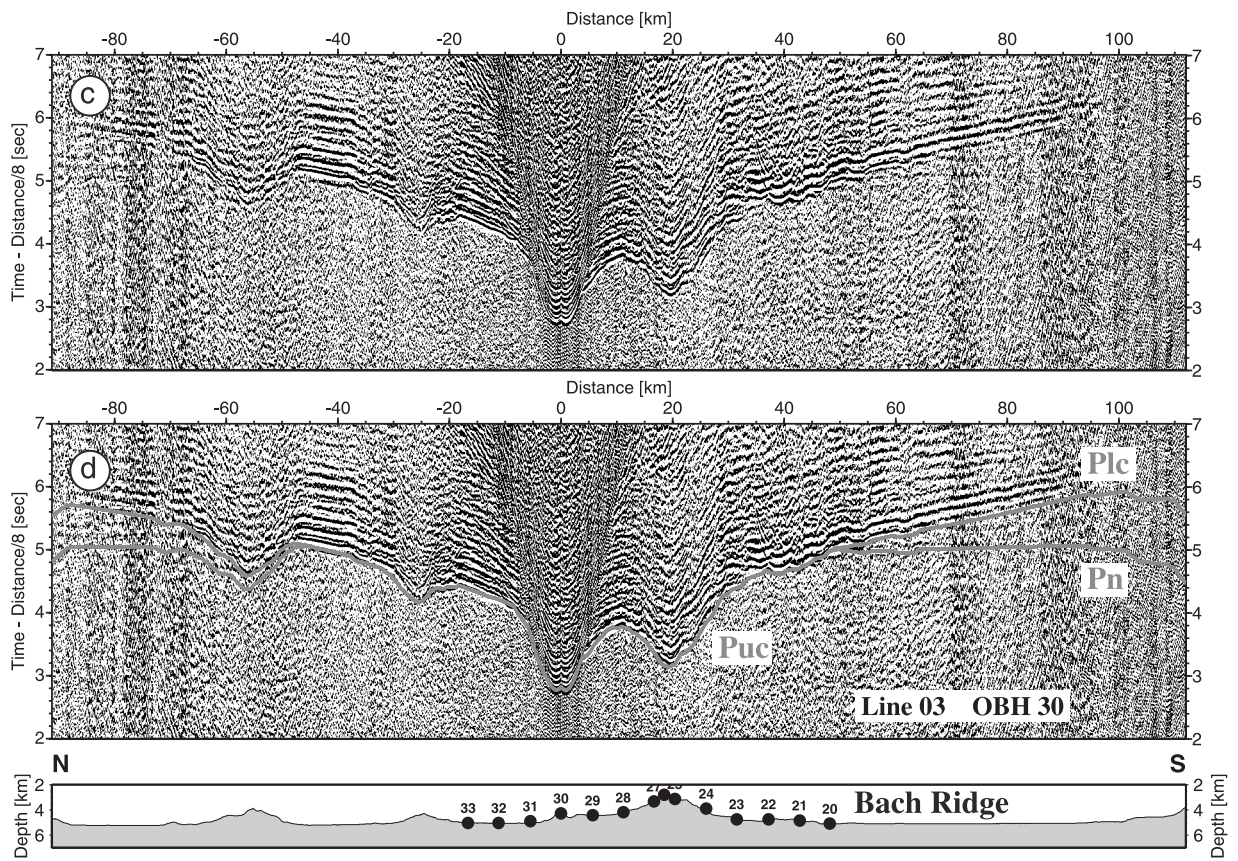 Distance [km]
-80 -60 -40 -20 0 20 40 60 80 100
c
Time - Distance/8 [sec]
7 7
6 6
5 5
4 4
3 3
2 2
Distance [km]
-80 -60 -40 -20 0 20 40 60 80 100
d
Time - Distance/8 [sec]
7 7
6 6
5 5
4 4
3 3
2 2
Plc
Pn
Puc
Line 03 OBH 30
N S
Depth [km]
2 2
4 4
6 6
33 32 31 30 29 28 27 24 23 22 21 20
Bach Ridge
Depth [km]